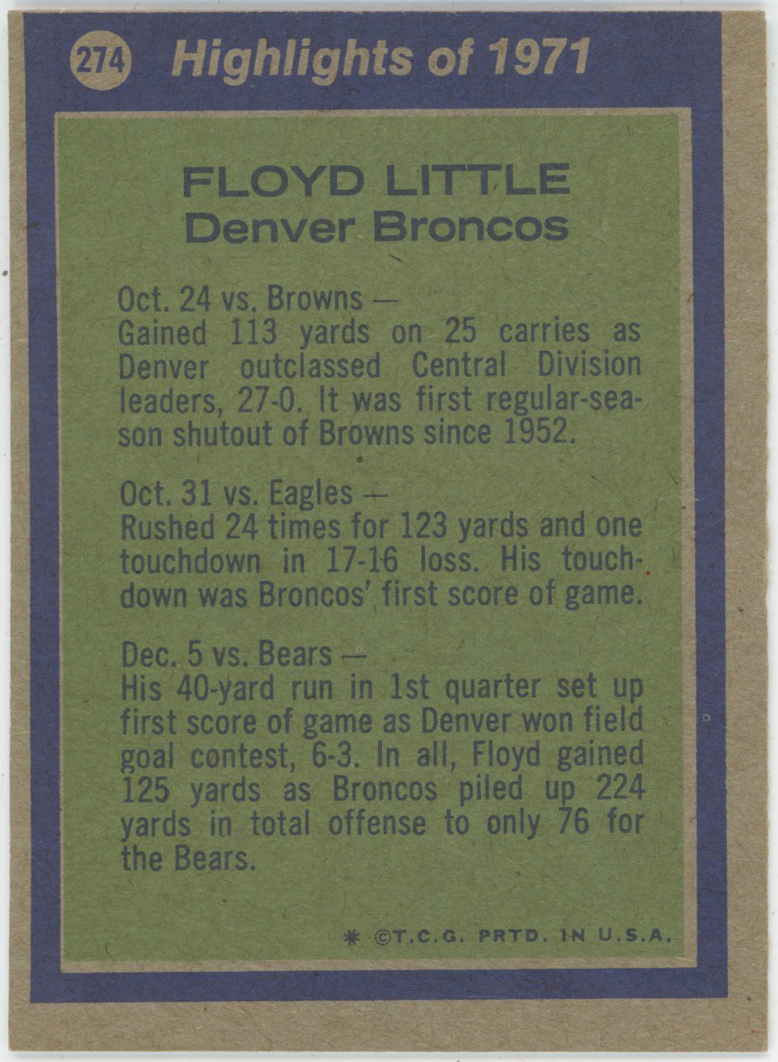 274 Highlights of 1971
FLOYD LITTLE
Denver Broncos
Oct. 24 vs. Browns —
Gained 113 yards on 25 carries as
Denver outclassed Central Division
leaders, 27-0. It was first regular-sea-
son shutout of Browns since 1952.
Oct. 31 vs. Eagles —
Rushed 24 times for 123 yards and one
touchdown in 17-16 loss. His touch-
down was Broncos' first score of game.
Dec. 5 vs. Bears —
His 40-yard run in 1st quarter set up
first score of game as Denver won field
goal contest, 6-3. In all, Floyd gained
125 yards as Broncos piled up 224
yards in total offense to only 76 for
the Bears.
* ©T.C.G. PRTD. IN U.S.A.